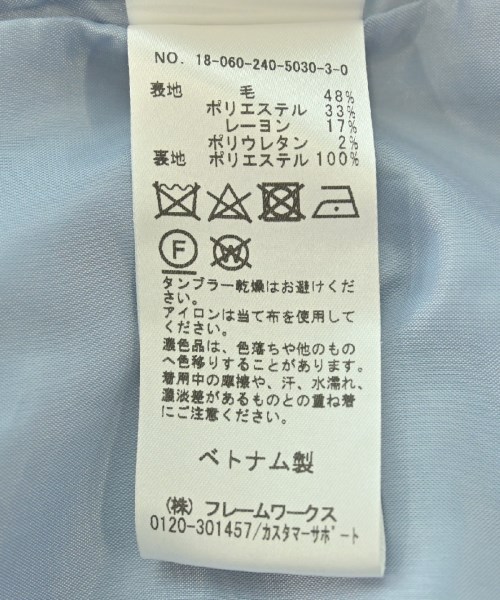 NO. 18-060-240-5030-3-0
表地 毛 48%
ポリエステル 33%
レーヨン 17%
ポリウレタン 2%
裏地 ポリエステル 100%
F W
タンブラー乾燥はお避けくだ
さい。
アイロンは当て布を使用して
ください。
濃色品は、色落ちや他のもの
へ色移りすることがあります。
着用中の摩擦や、汗、水濡れ、
濃淡差があるものとの重ね着
にご注意ください。
ベトナム製
(株) フレームワークス
0120-301457/カスタマーサポート